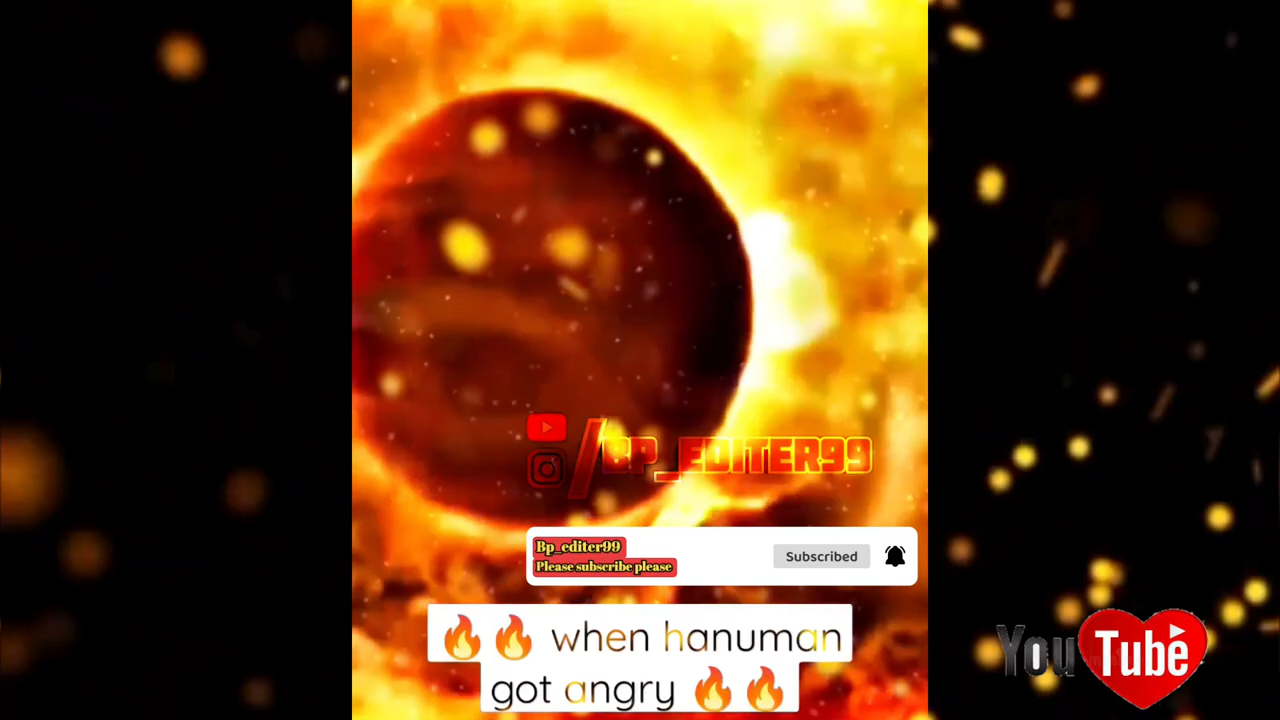 /BP_EDITER99
Bp_editer99
Please subscribe please
Subscribed
🔥🔥 when hanuman
got angry 🔥🔥
YouTube